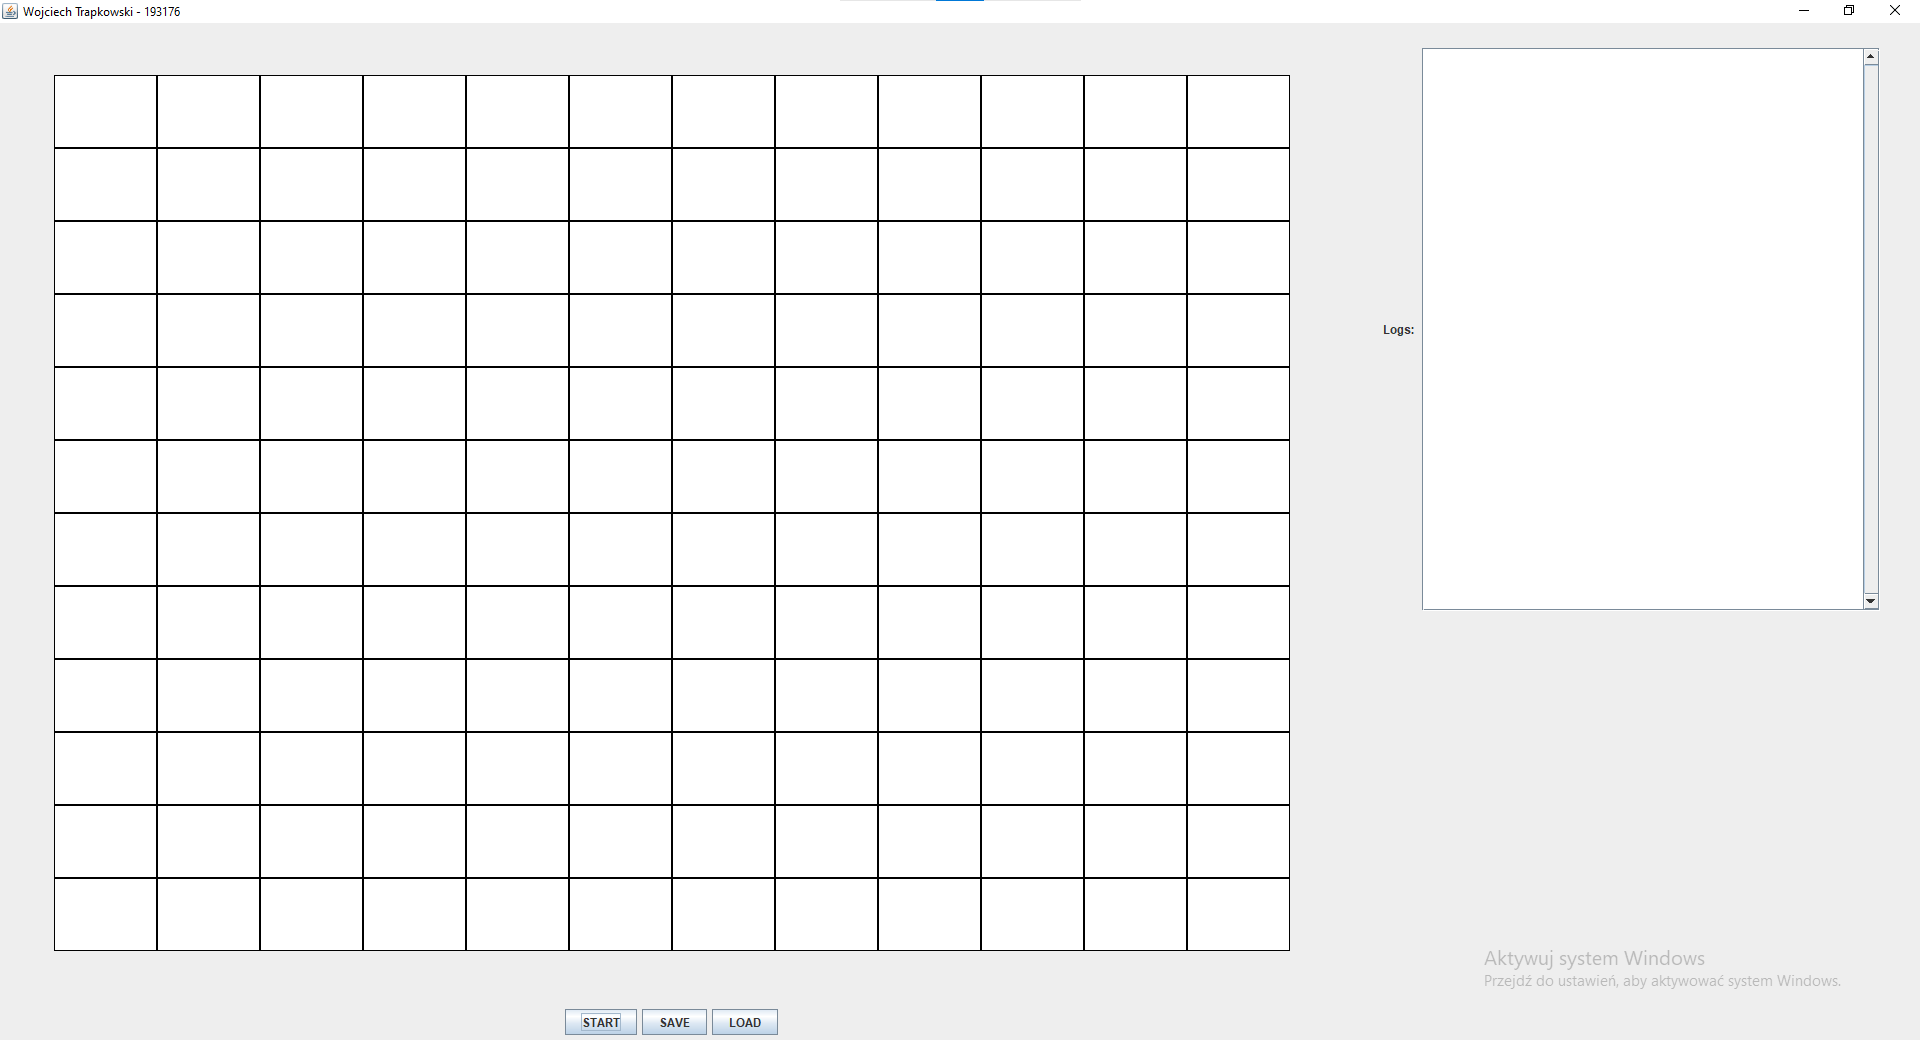 Wojciech Trapkowski - 193176
Logs:
Aktywuj system Windows
Przejdź do ustawień, aby aktywować system Windows.
START SAVE LOAD